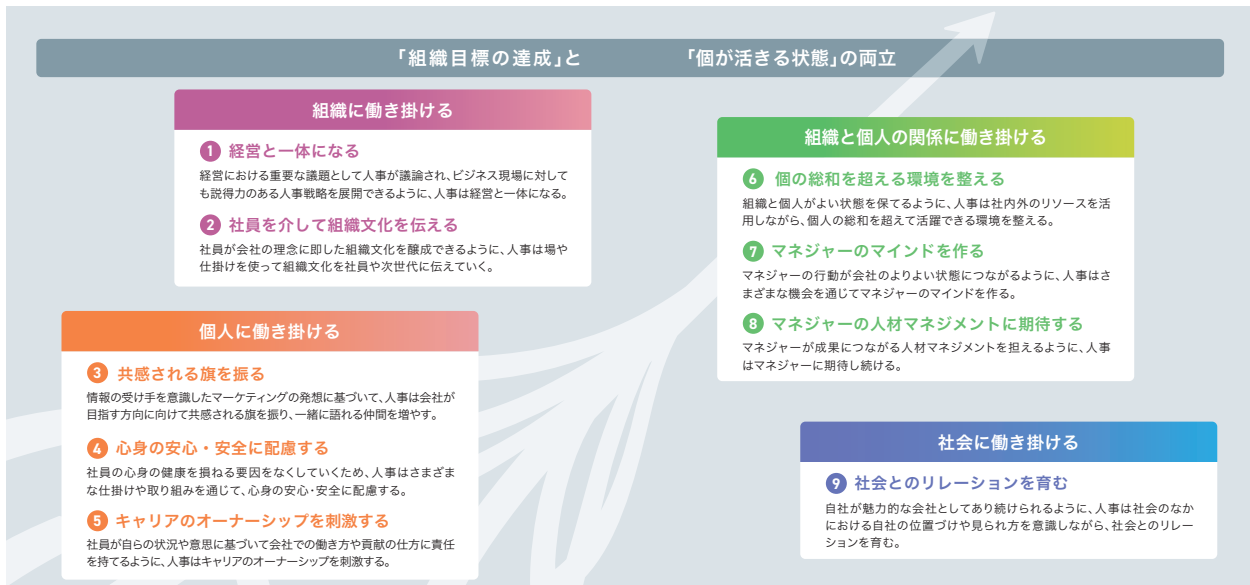 「組織目標の達成」と 「個が活きる状態」の両立
組織に働き掛ける
1 経営と一体になる
経営における重要な議題として人事が議論され、ビジネス現場に対して
も説得力のある人事戦略を展開できるように、人事は経営と一体になる。
2 社員を介して組織文化を伝える
社員が会社の理念に即した組織文化を醸成できるように、人事は場や
仕掛けを使って組織文化を社員や次世代に伝えていく。
個人に働き掛ける
3 共感される旗を振る
情報の受け手を意識したマーケティングの発想に基づいて、人事は会社が
目指す方向に向けて共感される旗を振り、一緒に語れる仲間を増やす。
4 心身の安心・安全に配慮する
社員の心身の健康を損ねる要因をなくしていくため、人事はさまざま
な仕掛けや取り組みを通じて、心身の安心・安全に配慮する。
5 キャリアのオーナーシップを刺激する
社員が自らの状況や意思に基づいて会社での働き方や貢献の仕方に責任
を持てるように、人事はキャリアのオーナーシップを刺激する。
組織と個人の関係に働き掛ける
6 個の総和を超える環境を整える
組織と個人がよい状態を保てるように、人事は社内外のリソースを活
用しながら、個人の総和を超えて活躍できる環境を整える。
7 マネジャーのマインドを作る
マネジャーの行動が会社のよりよい状態につながるように、人事はさ
まざまな機会を通じてマネジャーのマインドを作る。
8 マネジャーの人材マネジメントに期待する
マネジャーが成果につながる人材マネジメントを担えるように、人事
はマネジャーに期待し続ける。
社会に働き掛ける
9 社会とのリレーションを育む
自社が魅力的な会社としてあり続けられるように、人事は社会のなか
における自社の位置づけや見られ方を意識しながら、社会とのリレー
ションを育む。